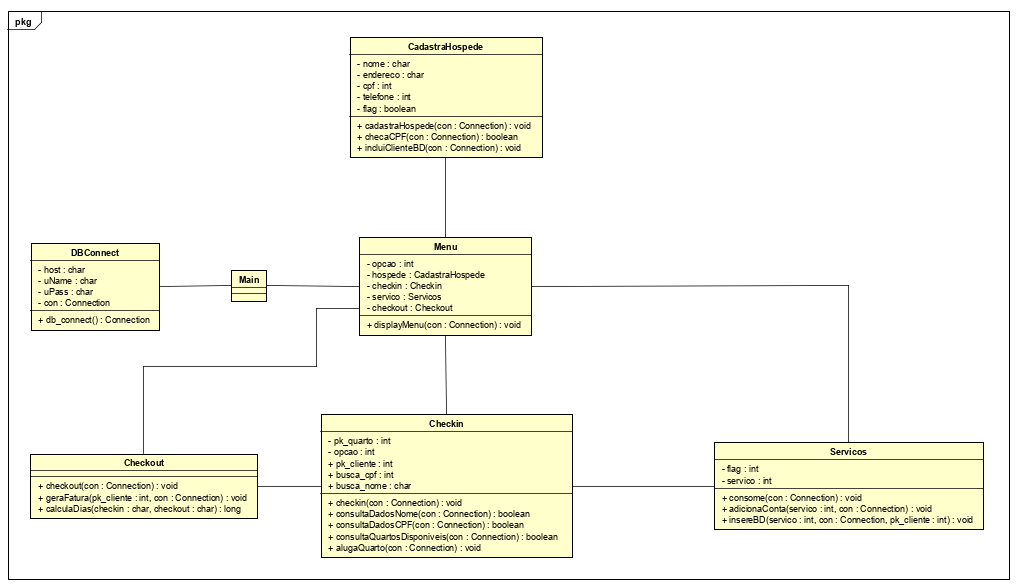 pkg
CadastraHospede
- nome : char
- endereco : char
- cpf : int
- telefone : int
- flag : boolean
+ cadastraHospede(con : Connection) : void
+ checaCPF(con : Connection) : boolean
+ incluiClienteBD(con : Connection) : void
DBConnect
- host : char
- uName : char
- uPass : char
- con : Connection
+ db_connect() : Connection
Main
Menu
- opcao : int
- hospede : CadastraHospede
- checkin : Checkin
- servico : Servicos
- checkout : Checkout
+ displayMenu(con : Connection) : void
Checkout
+ checkout(con : Connection) : void
+ geraFatura(pk_cliente : int, con : Connection) : void
+ calculaDias(checkin : char, checkout : char) : long
Checkin
- pk_quarto : int
- opcao : int
+ pk_cliente : int
+ busca_cpf : int
+ busca_nome : char
+ checkin(con : Connection) : void
+ consultaDadosNome(con : Connection) : boolean
+ consultaDadosCPF(con : Connection) : boolean
+ consultaQuartosDisponiveis(con : Connection) : boolean
+ alugaQuarto(con : Connection) : void
Servicos
- flag : int
- servico : int
+ consome(con : Connection) : void
+ adicionaConta(servico : int, con : Connection) : void
+ insereBD(servico : int, con : Connection, pk_cliente : int) : void